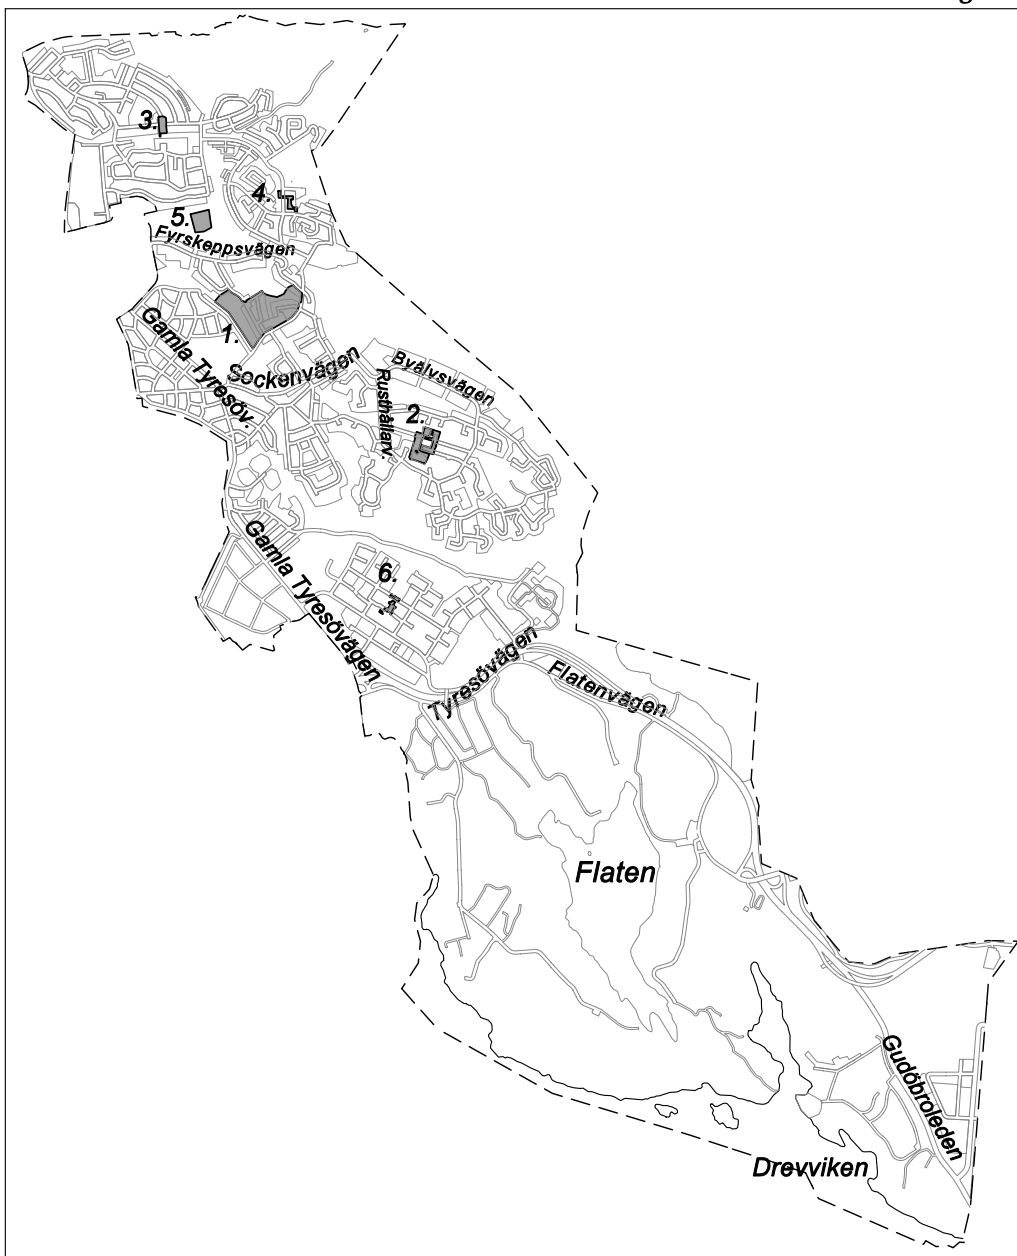 3.
4.
5.
Fyrskeppsvägen
1.
Gamla Tyresöv.
Sockenvägen
Byälvsvägen
Rusthållarv.
2.
Gamla Tyresövägen
6.
Tyresövägen
Flatenvägen
Flaten
Gudöbroleden
Drevviken